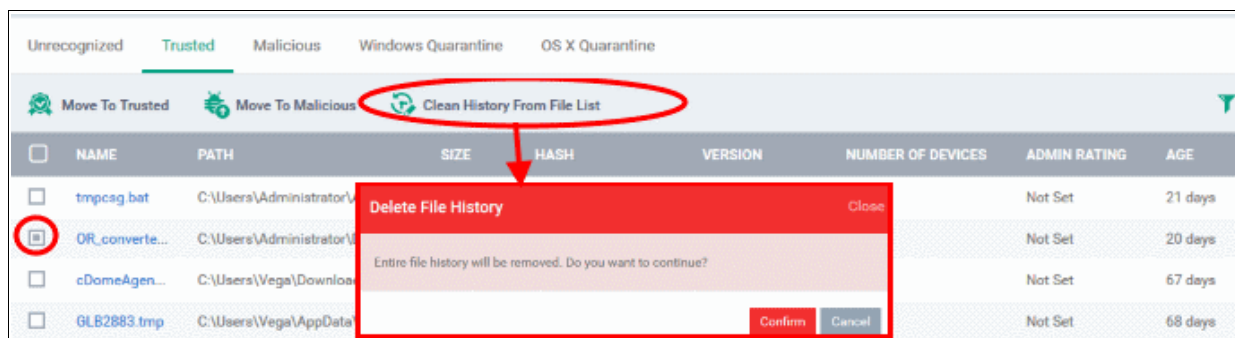 Unrecognized Trusted Malicious Windows Quarantine OS X Quarantine
Move To Trusted Move To Malicious Clean History From File List
NAME PATH SIZE HASH VERSION NUMBER OF DEVICES ADMIN RATING AGE
tmpcsg.bat C:\Users\Administrator\ Not Set 21 days
Delete File History Close
OR_converte... C:\Users\Administrator\ Not Set 20 days
Entire file history will be removed. Do you want to continue?
cDomeAgen... C:\Users\Vega\Downloa Not Set 67 days
GLB2883.tmp C:\Users\Vega\AppData\ Not Set 68 days
Confirm Cancel